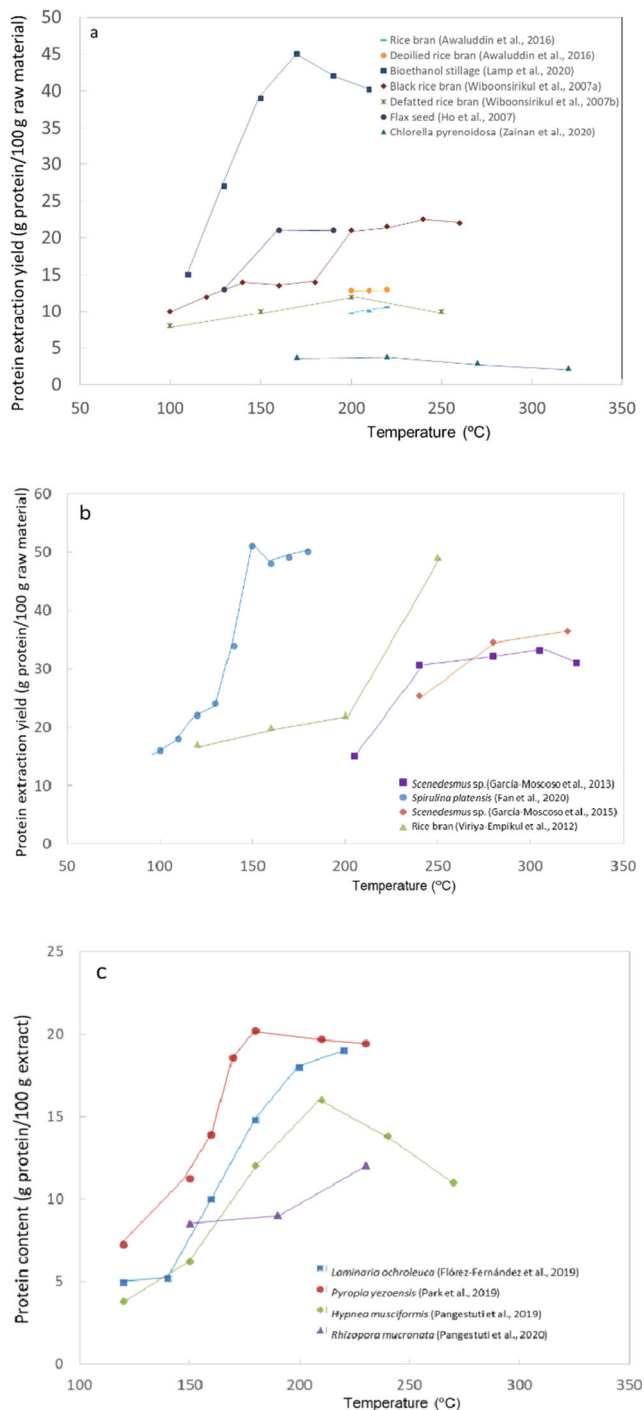 a
Protein extraction yield (g protein/100 g raw material)
50
45
40
35
30
25
20
15
10
5
0
Rice bran (Awaluddin et al., 2016)
Deoilied rice bran (Awaluddin et al., 2016)
Bioethanol stillage (Lamp et al., 2020)
Black rice bran (Wiboonsirikul et al., 2007a)
Defatted rice bran (Wiboonsirikul et al., 2007b)
Flax seed (Ho et al., 2007)
Chlorella pyrenoidosa (Zainan et al., 2020)
50 100 150 200 250 300 350
Temperature (ºC)
b
Protein extraction yield (g protein/100 g raw material)
60
50
40
30
20
10
0
Scenedesmus sp.(García-Moscoso et al., 2013)
Spirulina platensis (Fan et al., 2020)
Scenedesmus sp. (García-Moscoso et al., 2015)
Rice bran (Viriya-Empikul et al., 2012)
50 100 150 200 250 300 350
Temperature (ºC)
c
Protein content (g protein/100 g extract)
25
20
15
10
5
0
Laminaria ochroleuca (Flórez-Fernández et al., 2019)
Pyropia yezoensis (Park et al., 2019)
Hypnea musciformis (Pangestuti et al., 2019)
Rhizopora mucronata (Pangestuti et al., 2020)
100 150 200 250 300 350
Temperature (ºC)